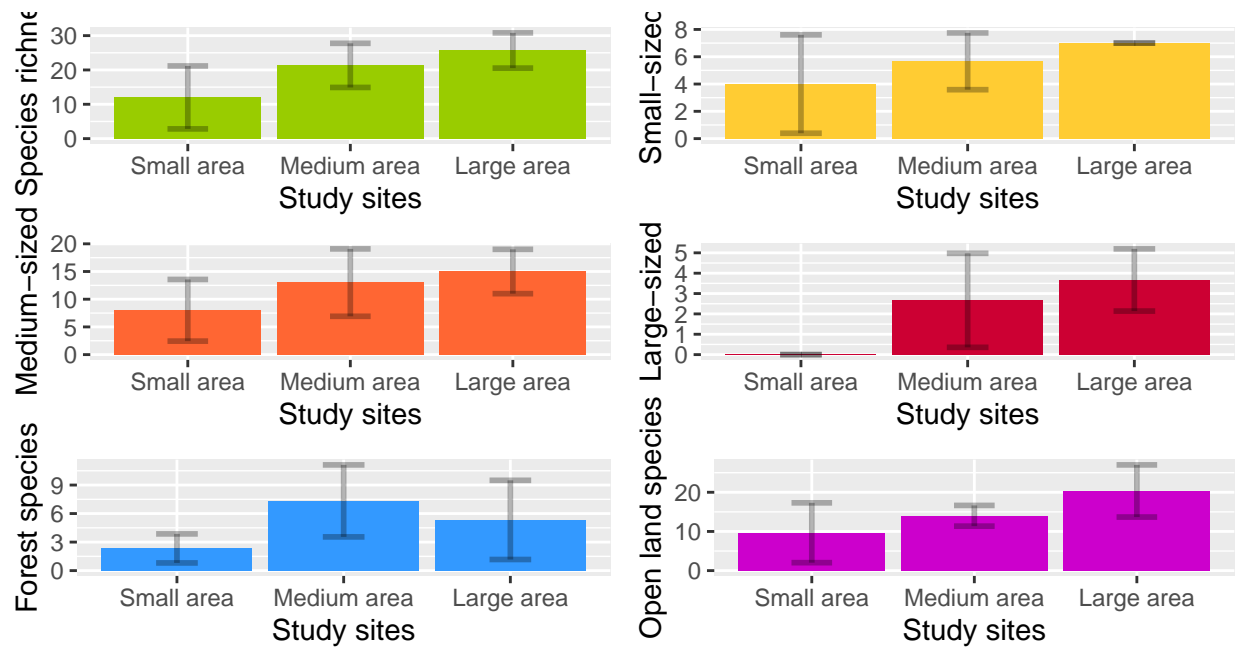 Species richne
30
20
10
0
Small area Medium area Large area
Study sites
Small−sized
8
6
4
2
0
Small area Medium area Large area
Study sites
Medium−sized
20
15
10
5
0
Small area Medium area Large area
Study sites
Large−sized
5
4
3
2
1
0
Small area Medium area Large area
Study sites
Forest species
9
6
3
0
Small area Medium area Large area
Study sites
Open land species
20
10
0
Small area Medium area Large area
Study sites